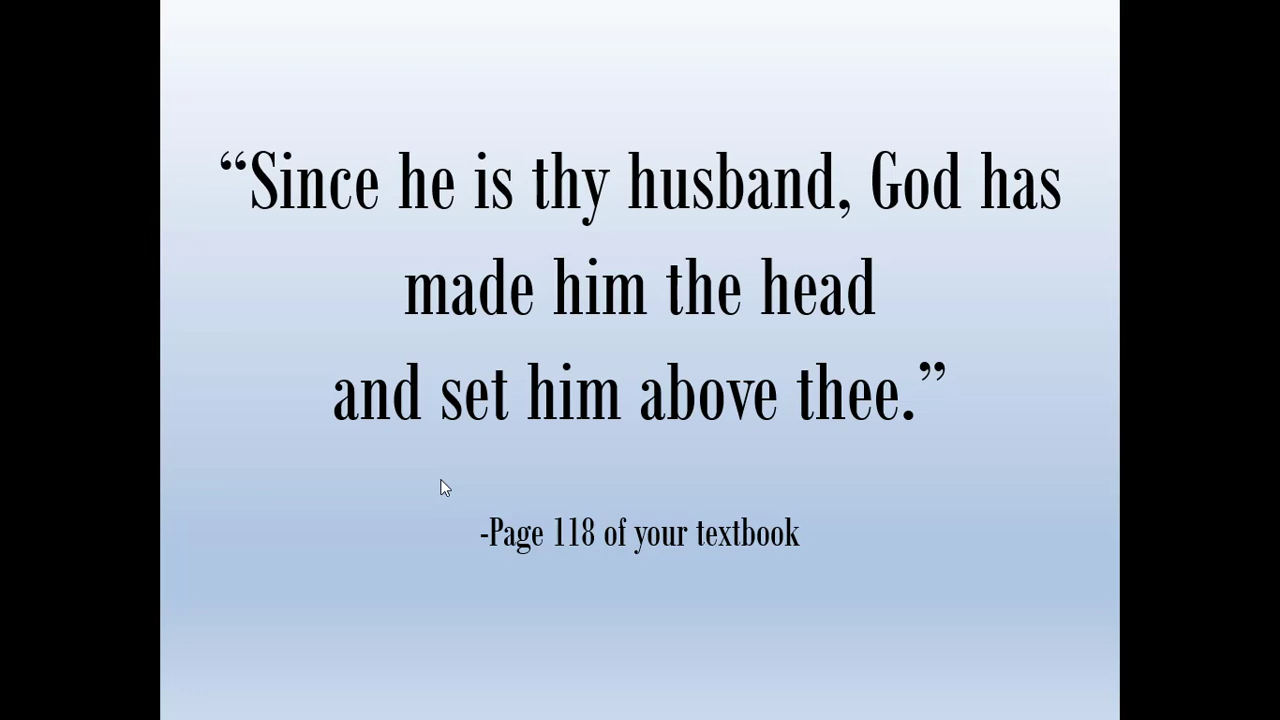 “Since he is thy husband, God has
made him the head
and set him above thee.”
-Page 118 of your textbook